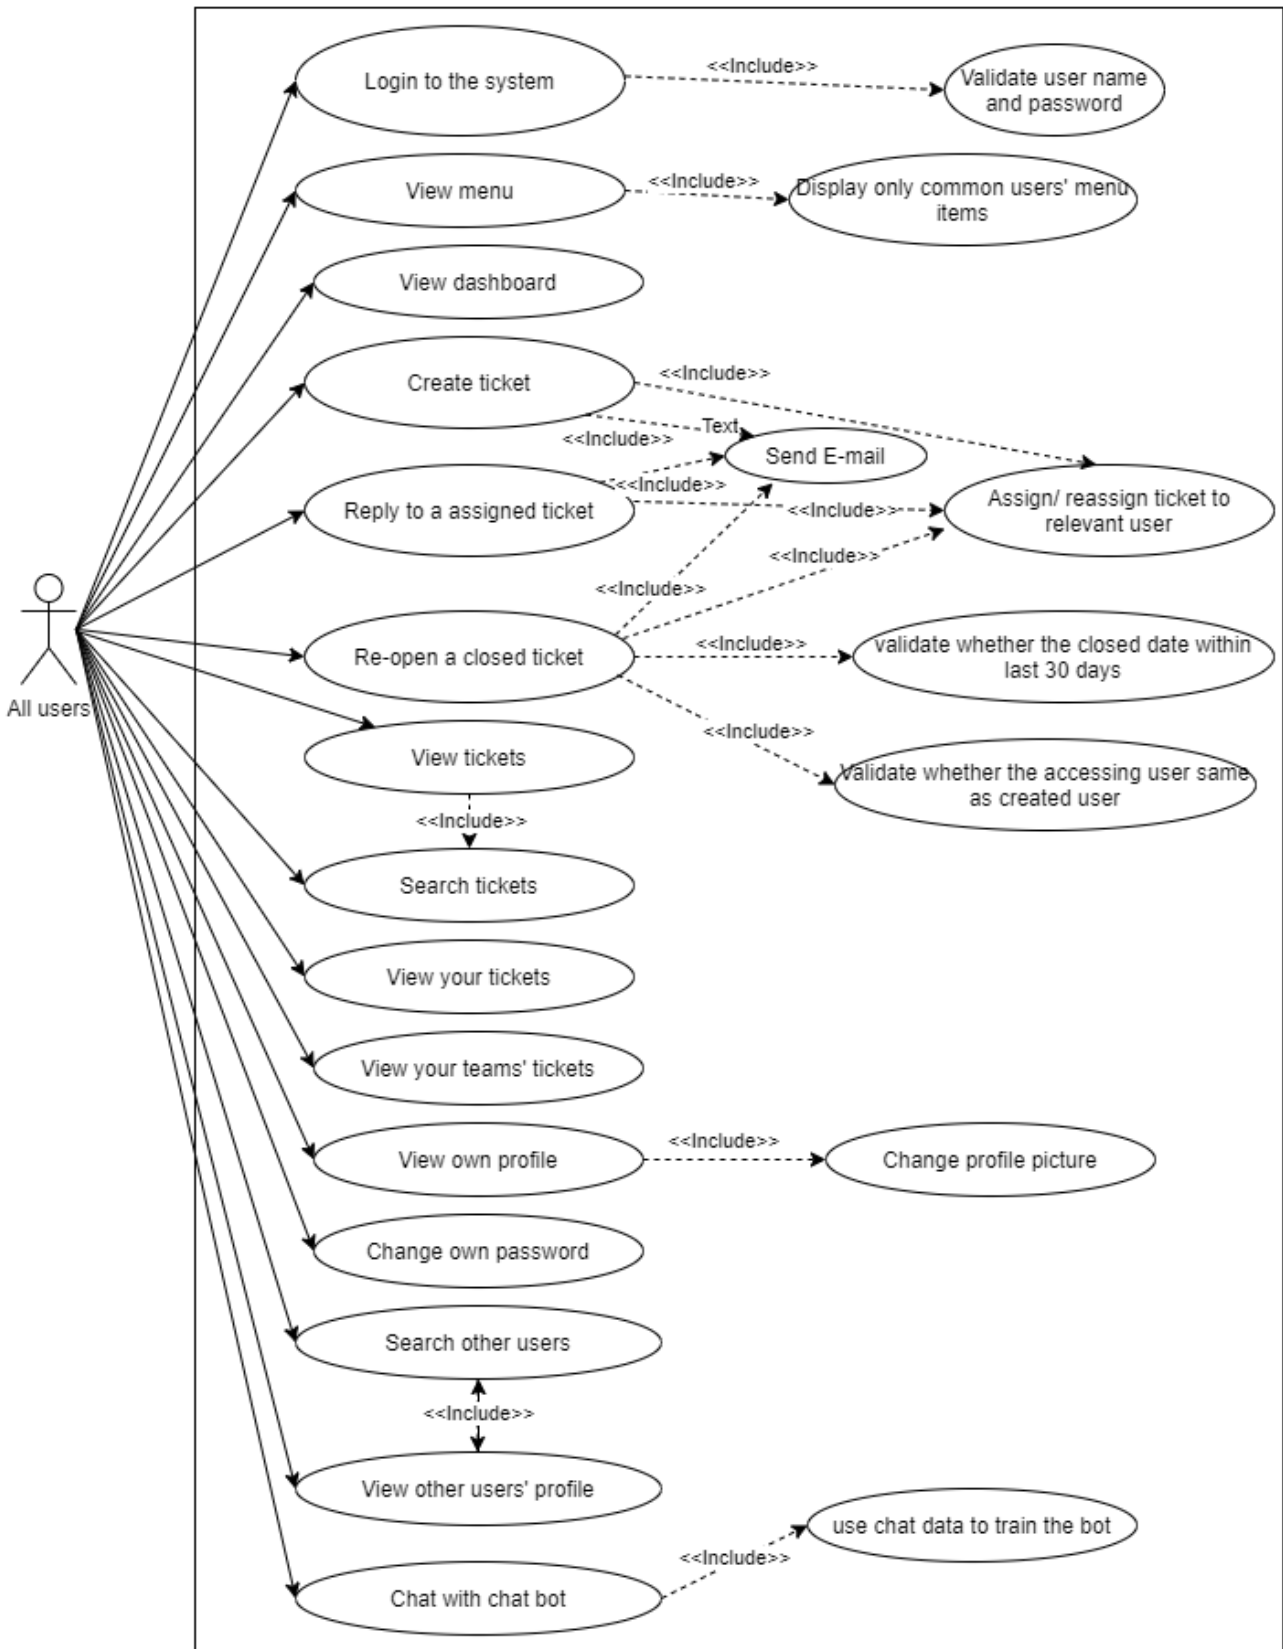 Login to the system
<<Include>>
Validate user name
and password
View menu
<<Include>>
Display only common users' menu
items
View dashboard
Create ticket
<<Include>>
Text
<<Include>>
Send E-mail
<<Include>>
Reply to a assigned ticket
<<Include>>
Assign/ reassign ticket to
relevant user
<<Include>>
<<Include>>
All users
Re-open a closed ticket
<<Include>>
validate whether the closed date within
last 30 days
<<Include>>
Validate whether the accessing user same
as created user
View tickets
<<Include>>
Search tickets
View your tickets
View your teams' tickets
View own profile
<<Include>>
Change profile picture
Change own password
Search other users
<<Include>>
View other users' profile
use chat data to train the bot
<<Include>>
Chat with chat bot